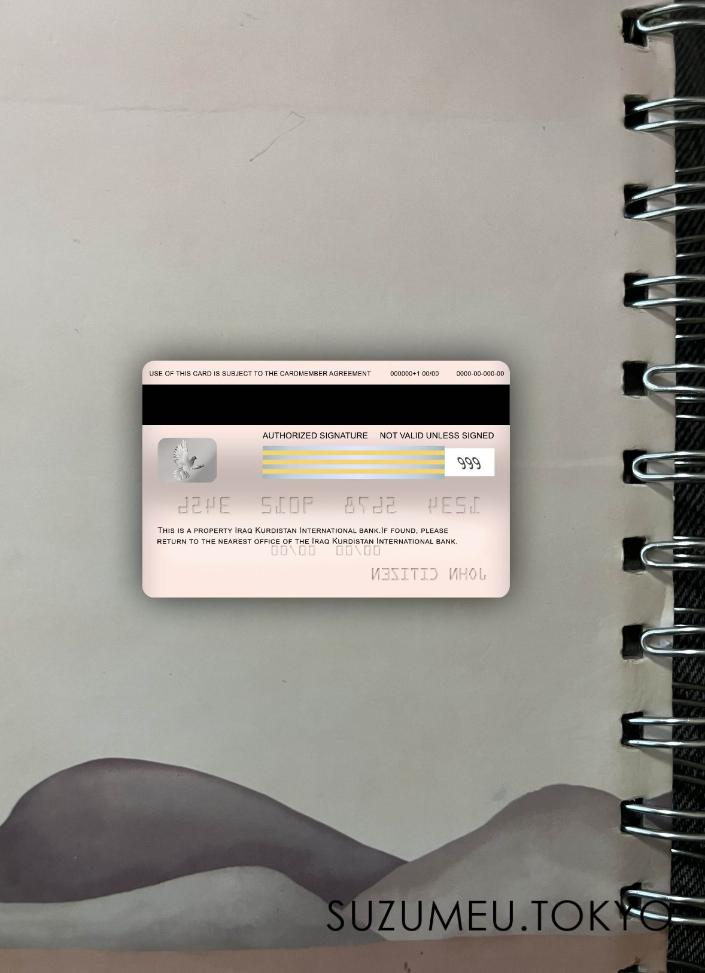 USE OF THIS CARD IS SUBJECT TO THE CARDMEMBER AGREEMENT 000000+1 00/00 0000-00-000-00
AUTHORIZED SIGNATURE NOT VALID UNLESS SIGNED
999
1234 5678 9012 3456
THIS IS A PROPERTY IRAQ KURDISTAN INTERNATIONAL BANK.IF FOUND, PLEASE
RETURN TO THE NEAREST OFFICE OF THE IRAQ KURDISTAN INTERNATIONAL BANK.
00/00 00/00
JOHN CITIZEN
SUZUMEU.TOKYO